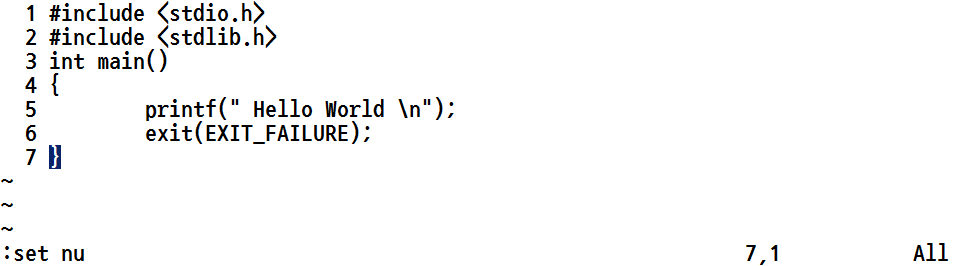 1 #include <stdio.h>
2 #include <stdlib.h>
3 int main()
4 {
5         printf(" Hello World \n");
6         exit(EXIT_FAILURE);
7 }
~
~
~
:set nu                                                       7,1           All